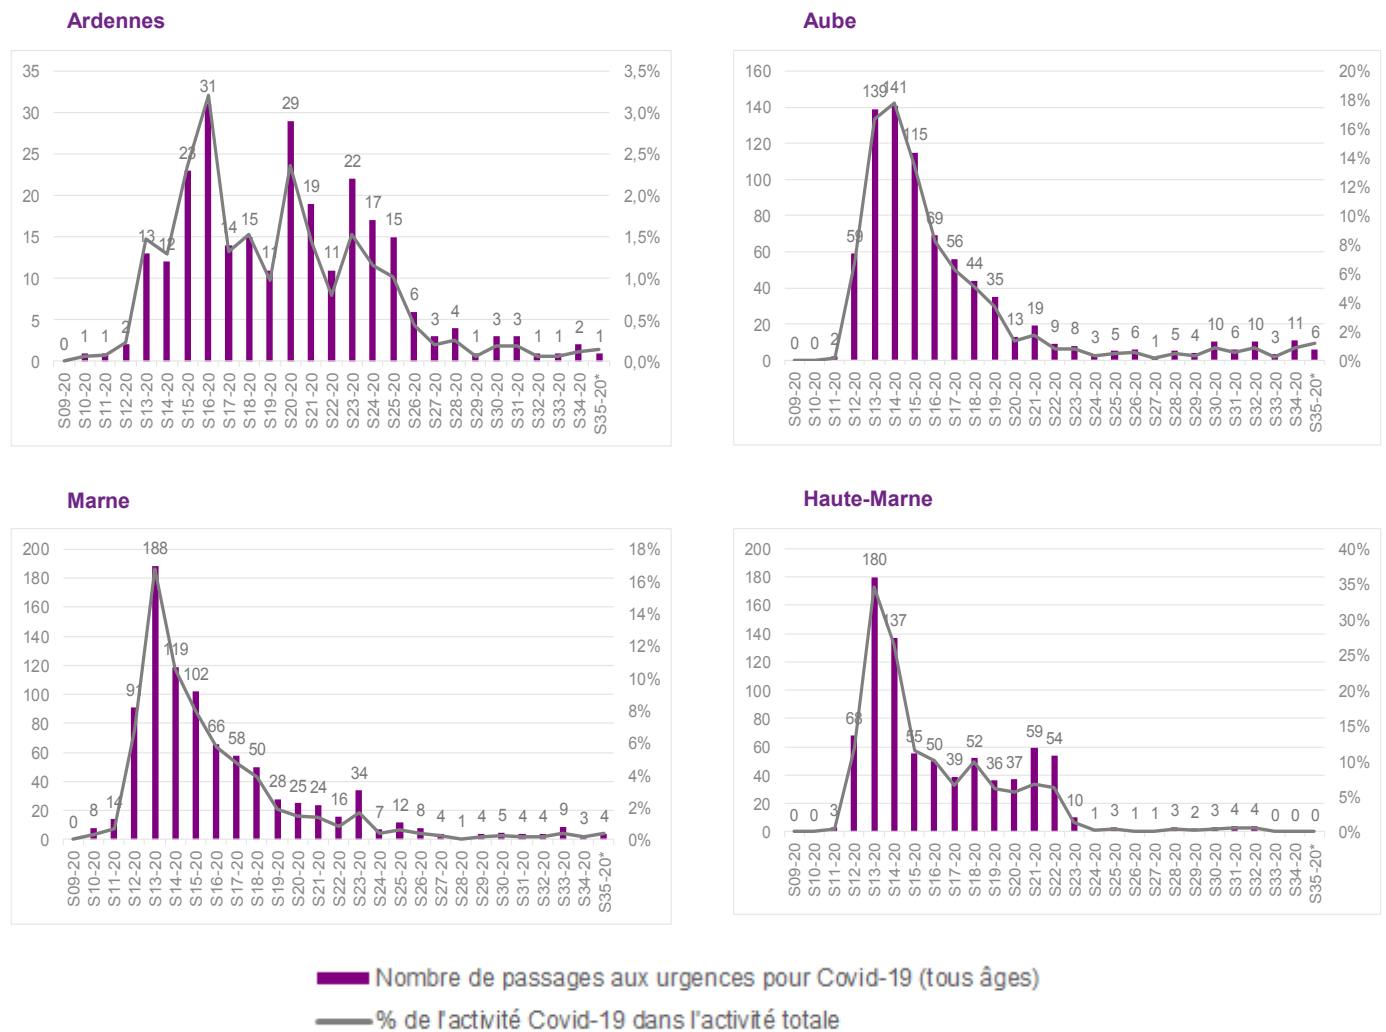 Ardennes
35 3,5%
30 3,0%
25 2,5%
20 2,0%
15 1,5%
10 1,0%
5 0,5%
0 0,0%
0 1 1 2 13 12 23 31 14 15 11 29 19 11 22 17 15 6 3 4 1 3 3 1 1 2 1
S09-20 S10-20 S11-20 S12-20 S13-20 S14-20 S15-20 S16-20 S17-20 S18-20 S19-20 S20-20 S21-20 S22-20 S23-20 S24-20 S25-20 S26-20 S27-20 S28-20 S29-20 S30-20 S31-20 S32-20 S33-20 S34-20 S35-20*
Aube
160 20%
140 18%
120 16%
100 14%
80 12%
60 10%
40 8%
20 6%
0 4%
2%
0%
0 0 2 59 139 141 115 69 56 44 35 13 19 9 8 3 5 6 1 5 4 10 6 10 3 11 6
S09-20 S10-20 S11-20 S12-20 S13-20 S14-20 S15-20 S16-20 S17-20 S18-20 S19-20 S20-20 S21-20 S22-20 S23-20 S24-20 S25-20 S26-20 S27-20 S28-20 S29-20 S30-20 S31-20 S32-20 S33-20 S34-20 S35-20*
Marne
200 18%
180 16%
160 14%
140 12%
120 10%
100 8%
80 6%
60 4%
40 2%
20 0%
0
0 8 14 91 188 119 102 66 58 50 28 25 24 16 34 7 12 8 4 1 4 5 4 4 9 3 4
S09-20 S10-20 S11-20 S12-20 S13-20 S14-20 S15-20 S16-20 S17-20 S18-20 S19-20 S20-20 S21-20 S22-20 S23-20 S24-20 S25-20 S26-20 S27-20 S28-20 S29-20 S30-20 S31-20 S32-20 S33-20 S34-20 S35-20*
Haute-Marne
200 40%
180 35%
160 30%
140 25%
120 20%
100 15%
80 10%
60 5%
40 0%
20
0
0 0 3 68 180 137 55 50 39 52 36 37 59 54 10 1 3 1 1 3 2 3 4 4 0 0 0
S09-20 S10-20 S11-20 S12-20 S13-20 S14-20 S15-20 S16-20 S17-20 S18-20 S19-20 S20-20 S21-20 S22-20 S23-20 S24-20 S25-20 S26-20 S27-20 S28-20 S29-20 S30-20 S31-20 S32-20 S33-20 S34-20 S35-20*
Nombre de passages aux urgences pour Covid-19 (tous âges)
% de l'activité Covid-19 dans l'activité totale